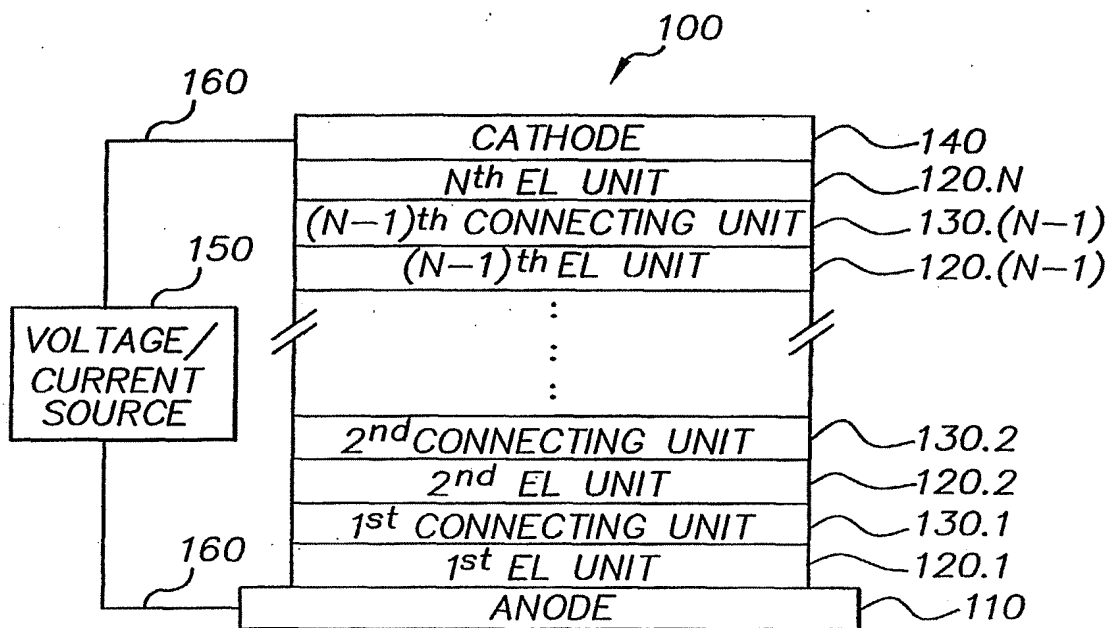 100
160
CATHODE 140
Nth EL UNIT 120.N
(N-1)th CONNECTING UNIT 130.(N-1)
(N-1)th EL UNIT 120.(N-1)
150
VOLTAGE/
CURRENT
SOURCE
2nd CONNECTING UNIT 130.2
2nd EL UNIT 120.2
1st CONNECTING UNIT 130.1
1st EL UNIT 120.1
160
ANODE 110